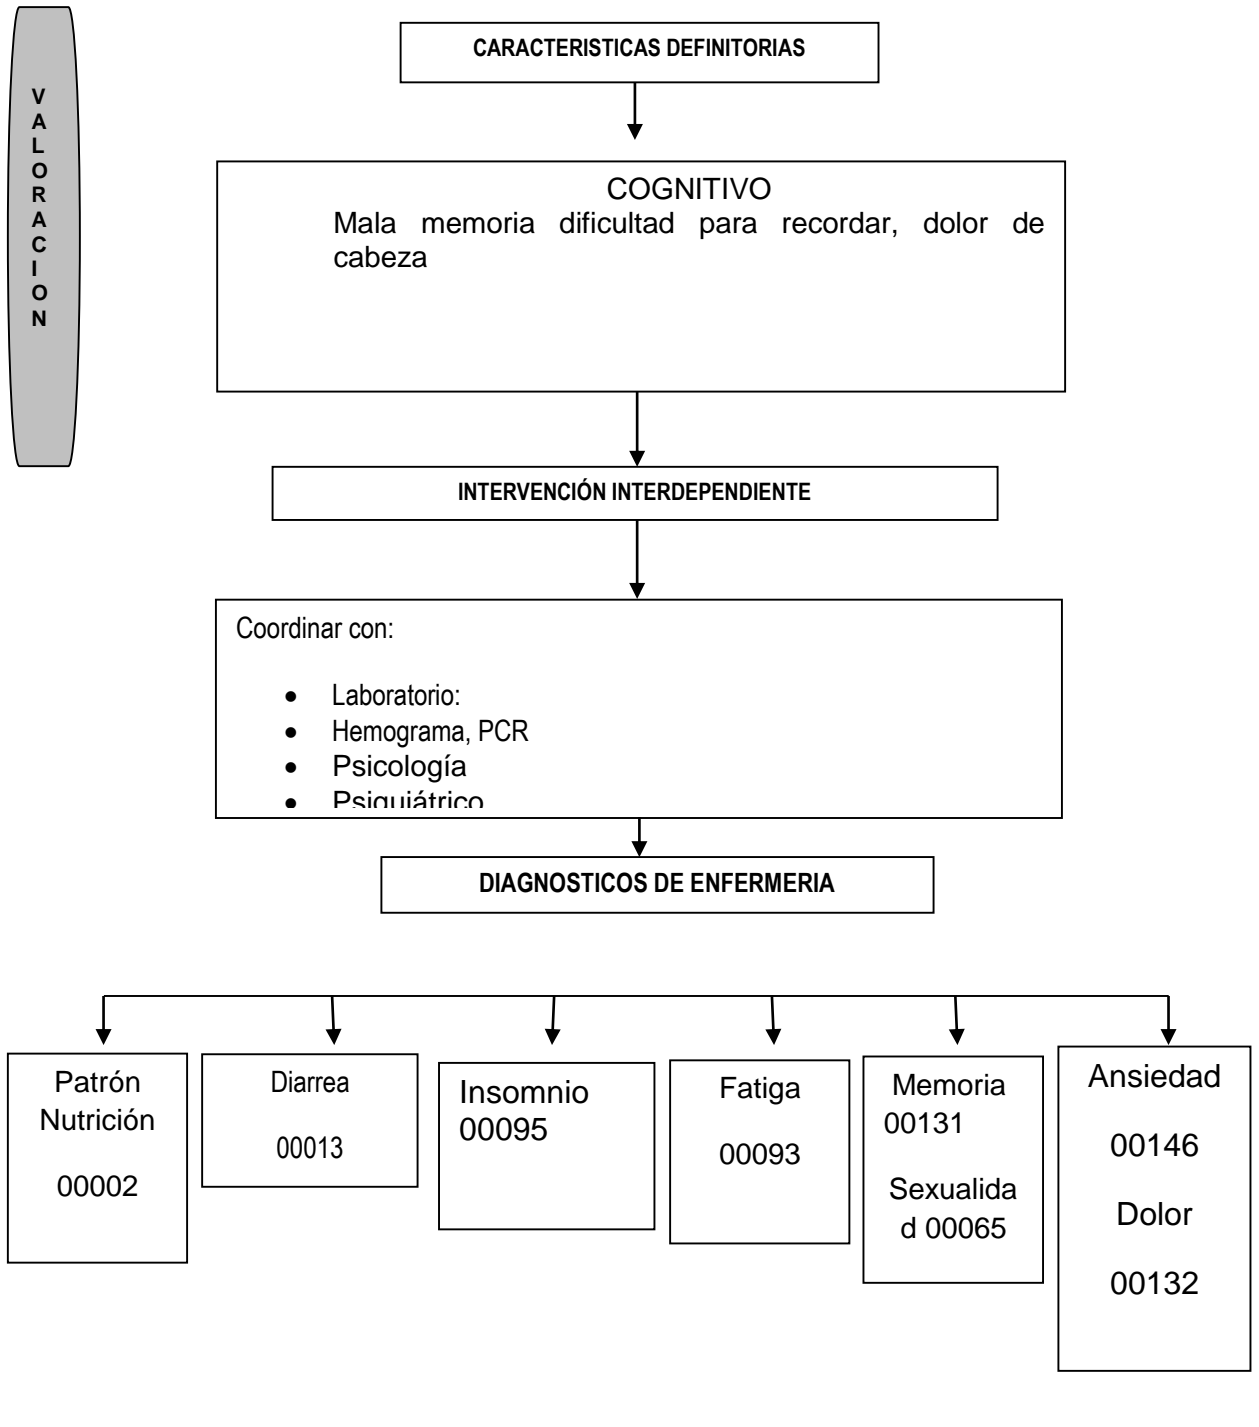 VALORACION
CARACTERISTICAS DEFINITORIAS
COGNITIVO
Mala memoria dificultad para recordar, dolor de
cabeza
INTERVENCIÓN INTERDEPENDIENTE
Coordinar con:
• Laboratorio:
• Hemograma, PCR
• Psicología
• Psiquiátrico
DIAGNOSTICOS DE ENFERMERIA
Patrón
Nutrición
00002
Diarrea
00013
Insomnio
00095
Fatiga
00093
Memoria
00131
Sexualida
d 00065
Ansiedad
00146
Dolor
00132